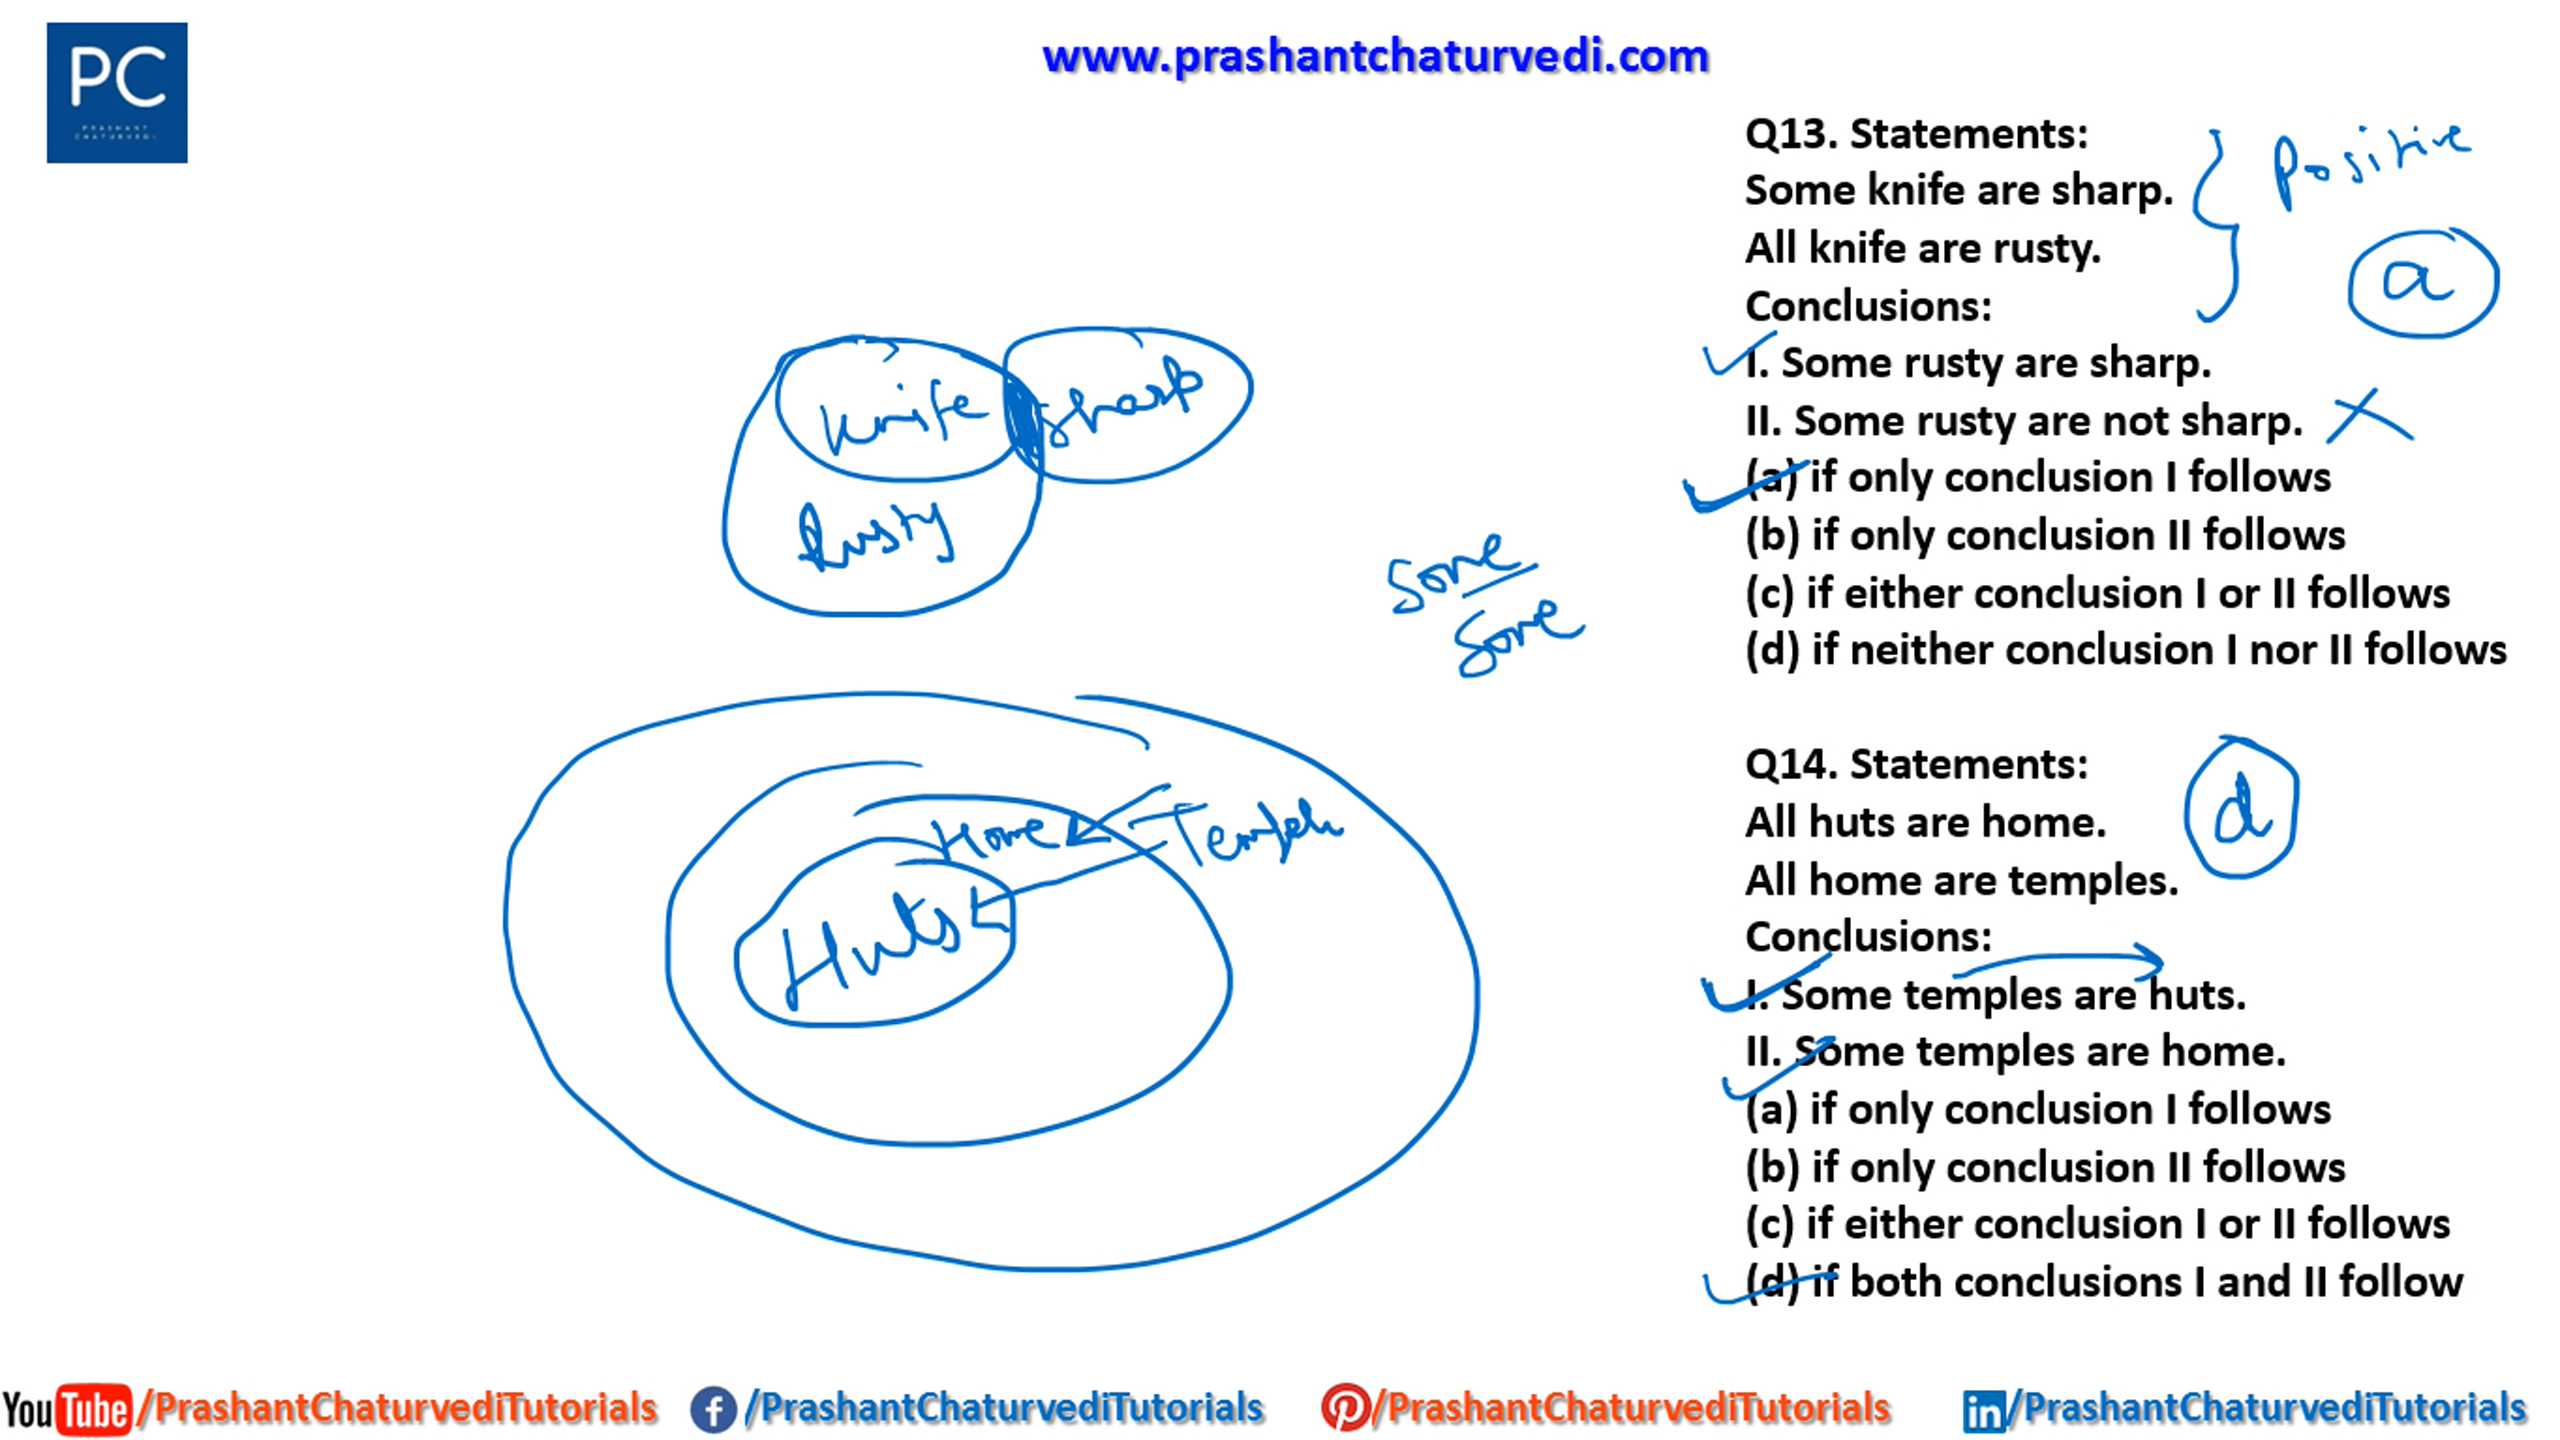 PC
PRASHANT
CHATURVEDI
www.prashantchaturvedi.com
Q13. Statements:
Some knife are sharp.
All knife are rusty.
Conclusions:
I. Some rusty are sharp.
II. Some rusty are not sharp.
(a) if only conclusion I follows
(b) if only conclusion II follows
(c) if either conclusion I or II follows
(d) if neither conclusion I nor II follows
Positive
a
Knife
Sharp
Rusty
Some
Some
Q14. Statements:
All huts are home.
All home are temples.
Conclusions:
I. Some temples are huts.
II. Some temples are home.
(a) if only conclusion I follows
(b) if only conclusion II follows
(c) if either conclusion I or II follows
(d) if both conclusions I and II follow
d
Home
Temple
Huts
YouTube/PrashantChaturvediTutorials
f/PrashantChaturvediTutorials
/PrashantChaturvediTutorials
in/PrashantChaturvediTutorials